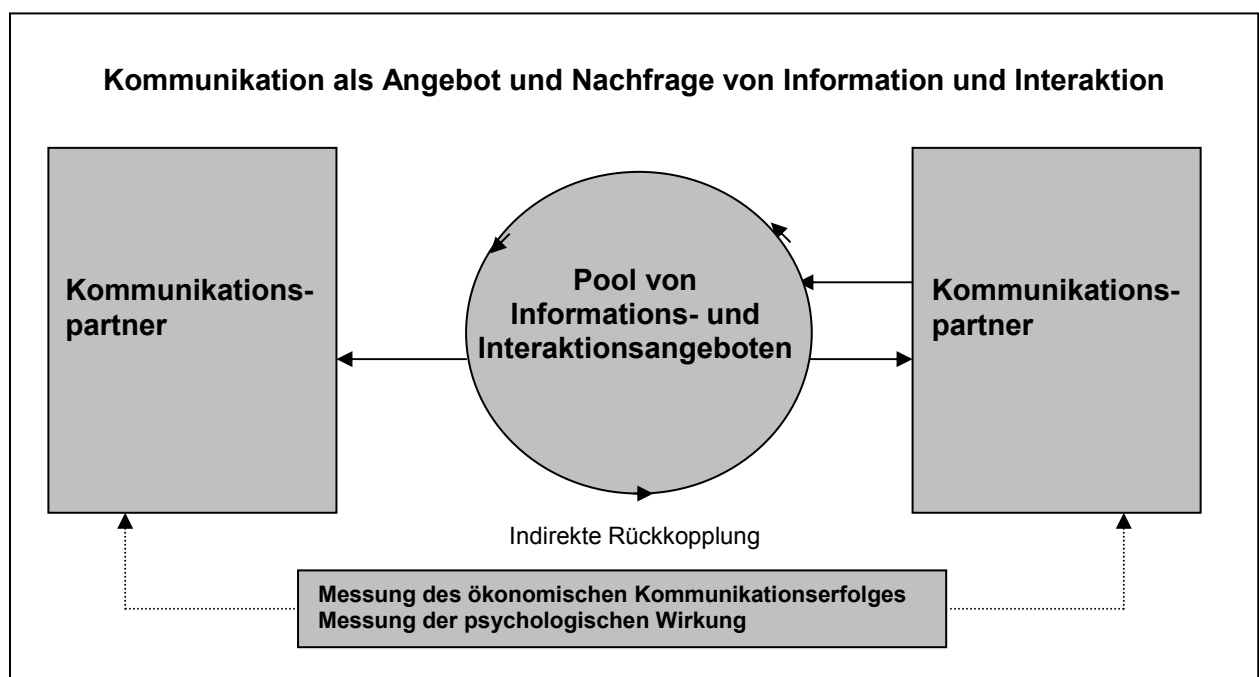 Kommunikation als Angebot und Nachfrage von Information und Interaktion
Kommunikations-
partner
Pool von
Informations- und
Interaktionsangeboten
Kommunikations-
partner
Indirekte Rückkopplung
Messung des ökonomischen Kommunikationserfolges
Messung der psychologischen Wirkung